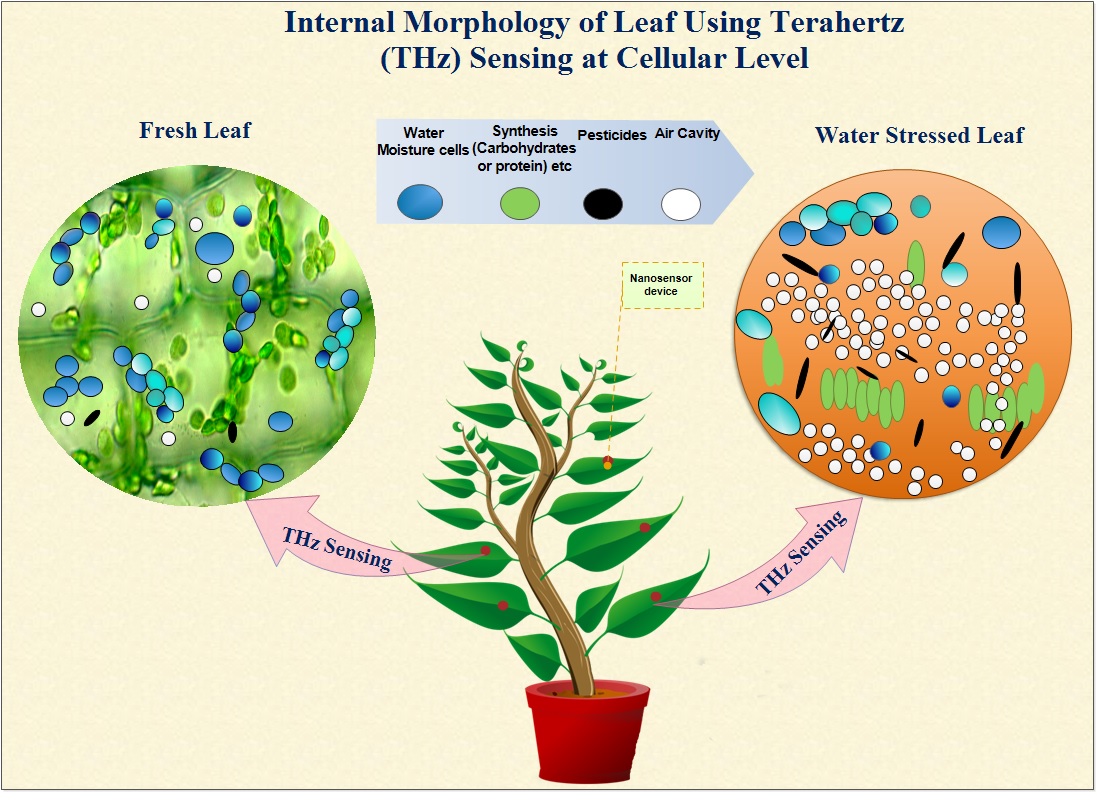 Internal Morphology of Leaf Using Terahertz
(THz) Sensing at Cellular Level
Fresh Leaf
Water
Moisture cells
Synthesis
(Carbohydrates
or protein) etc
Pesticides
Air Cavity
Water Stressed Leaf
Nanosensor
device
THz Sensing
THz Sensing